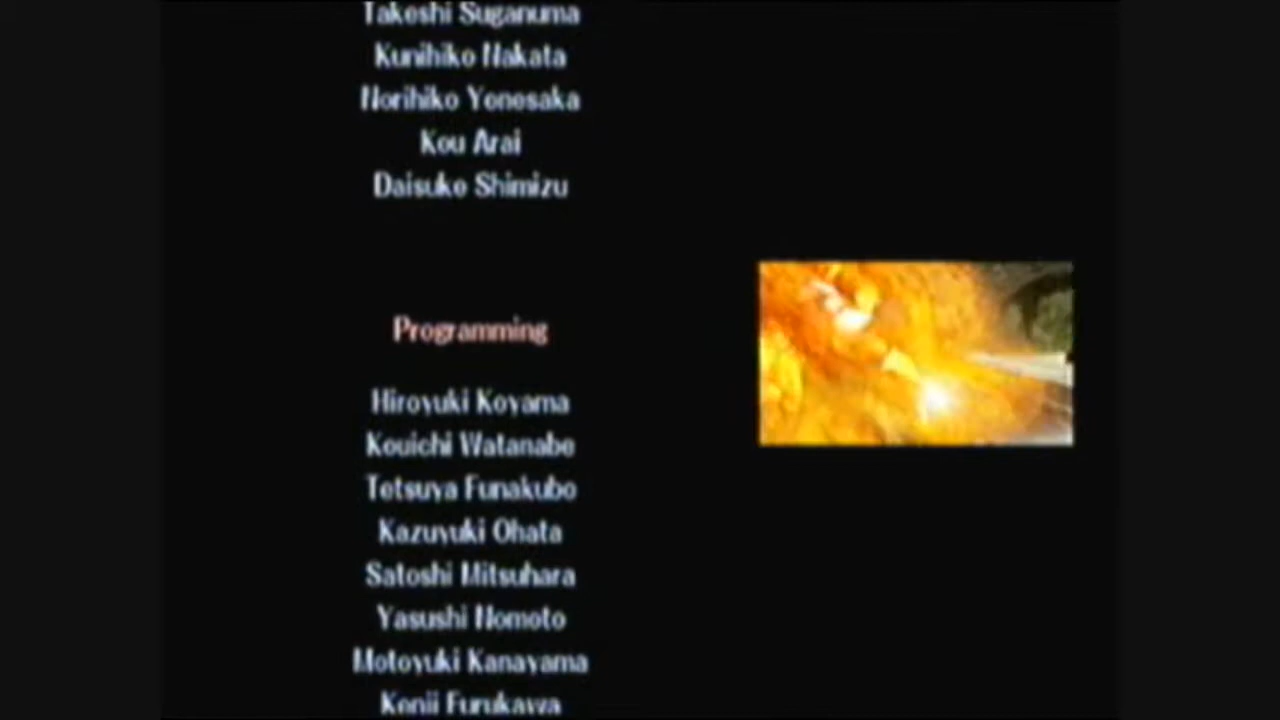 Takeshi Suganuma
Kunihiko Nakata
Norihiko Yonesaka
Kou Arai
Daisuke Shimizu
Programming
Hiroyuki Koyama
Kouichi Watanabe
Tetsuya Funakubo
Kazuyuki Ohata
Satoshi Mitsuhara
Yasushi Nomoto
Motoyuki Kanayama
Kenji Furukawa